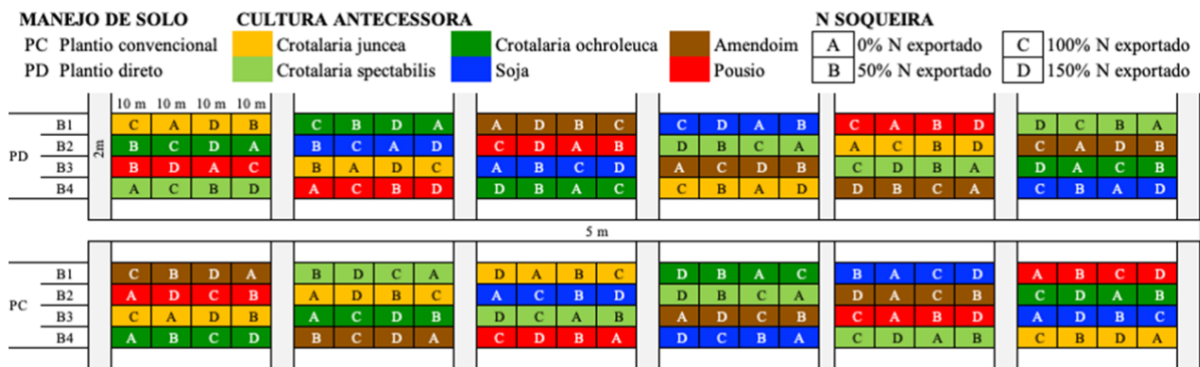 MANEJO DE SOLO CULTURA ANTECESSORA N SOQUEIRA
PC Plantio convencional Crotalaria juncea Crotalaria ochroleuca Amendoim A 0% N exportado C 100% N exportado
PD Plantio direto Crotalaria spectabilis Soja Pousio B 50% N exportado D 150% N exportado
10 m 10 m 10 m 10 m
B1 C A D B C B D A A D B C C D A B C A B D D C B A
PD 2m B2 B C D A B C A D C D A B D B C A A C B D C A D B
B3 B D A C B A D C A B C D A C D B C D B A D A C B
B4 A C B D A C B D D B A C C B A D D B C A C B A D
5 m
B1 C B D A B D C A D A B C D B A C B A C D A B C D
PC B2 A D C B A D B C A C B D D B C A D A C B C D A B
B3 C A D B A C D B D C A B A D C B C A B D A D B C
B4 A B C D B C D A C D B A D C B A C D A B C B D A